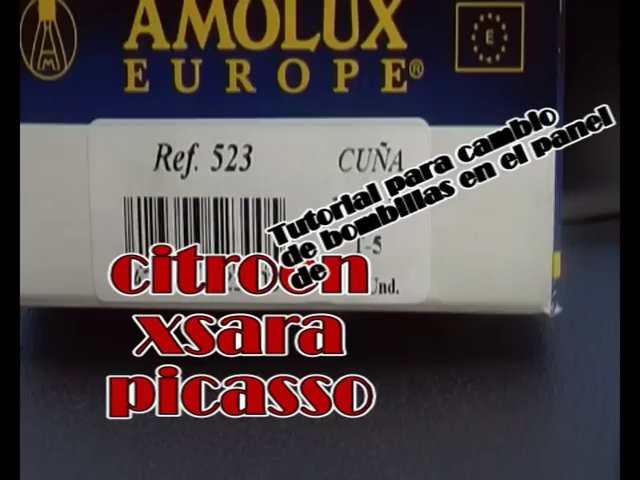 AMOLUX
EUROPE®
E
Ref. 523
CUÑA
Tutorial para cambio
de bombillas en el panel
de
T-5
Und.
citroen
xsara
picasso